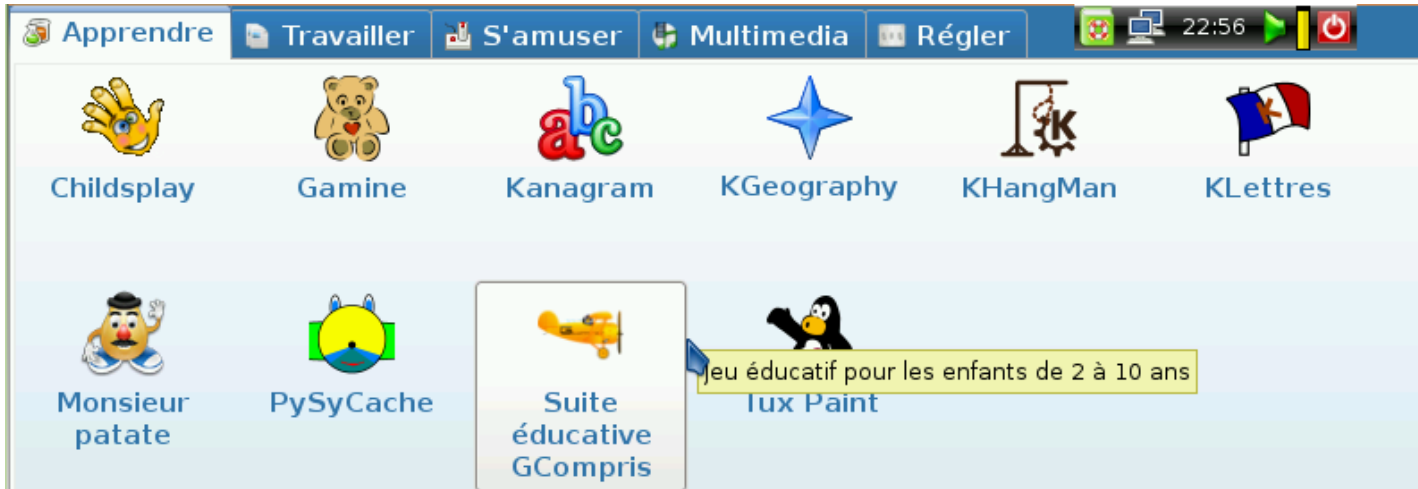 Apprendre Travailler S'amuser Multimedia Régler 22:56
Childsplay Gamine Kanagram KGeography KHangMan KLettres
Monsieur patate
PySyCache
Suite
éducative
GCompris
Tux Paint
jeu éducatif pour les enfants de 2 à 10 ans